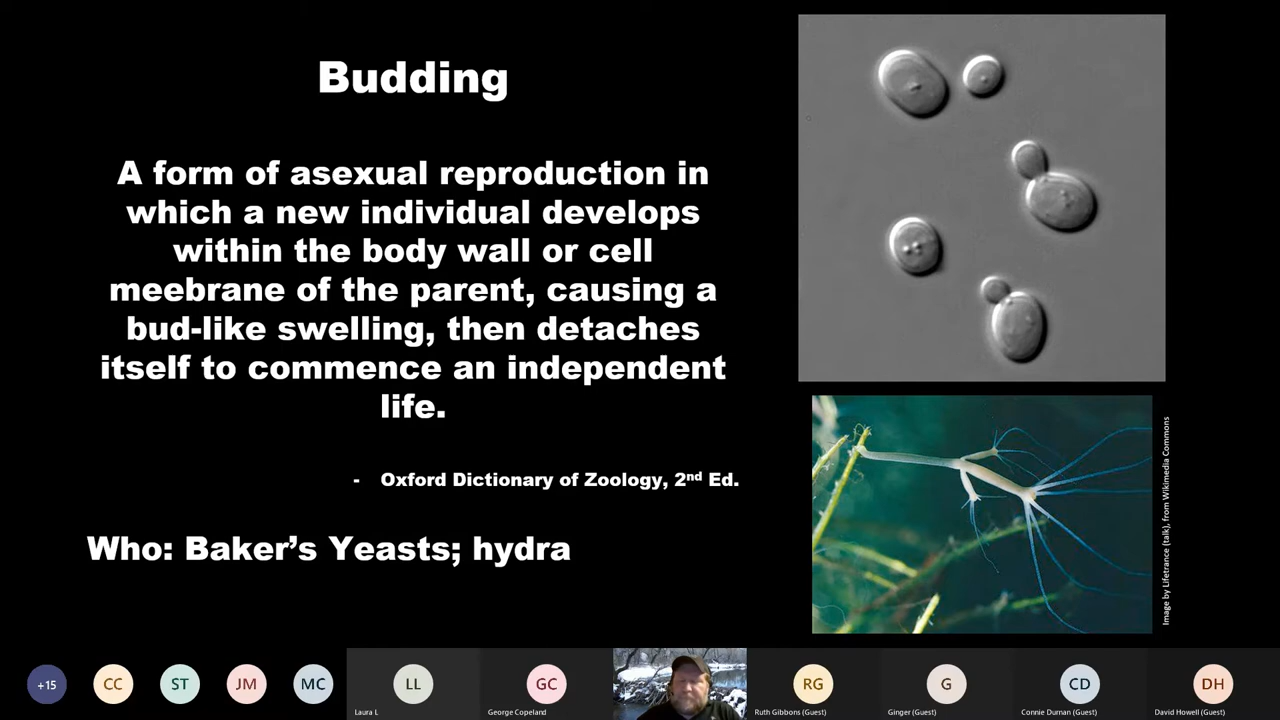 Budding
A form of asexual reproduction in
which a new individual develops
within the body wall or cell
meebrane of the parent, causing a
bud-like swelling, then detaches
itself to commence an independent
life.
- Oxford Dictionary of Zoology, 2nd Ed.
Who: Baker’s Yeasts; hydra
Image by Lifetrance (talk), from Wikimedia Commons
+15
CC
ST
JM
MC
LL
Laura L
GC
George Copeland
RG
Ruth Gibbons (Guest)
G
Ginger (Guest)
CD
Connie Durnan (Guest)
DH
David Howell (Guest)